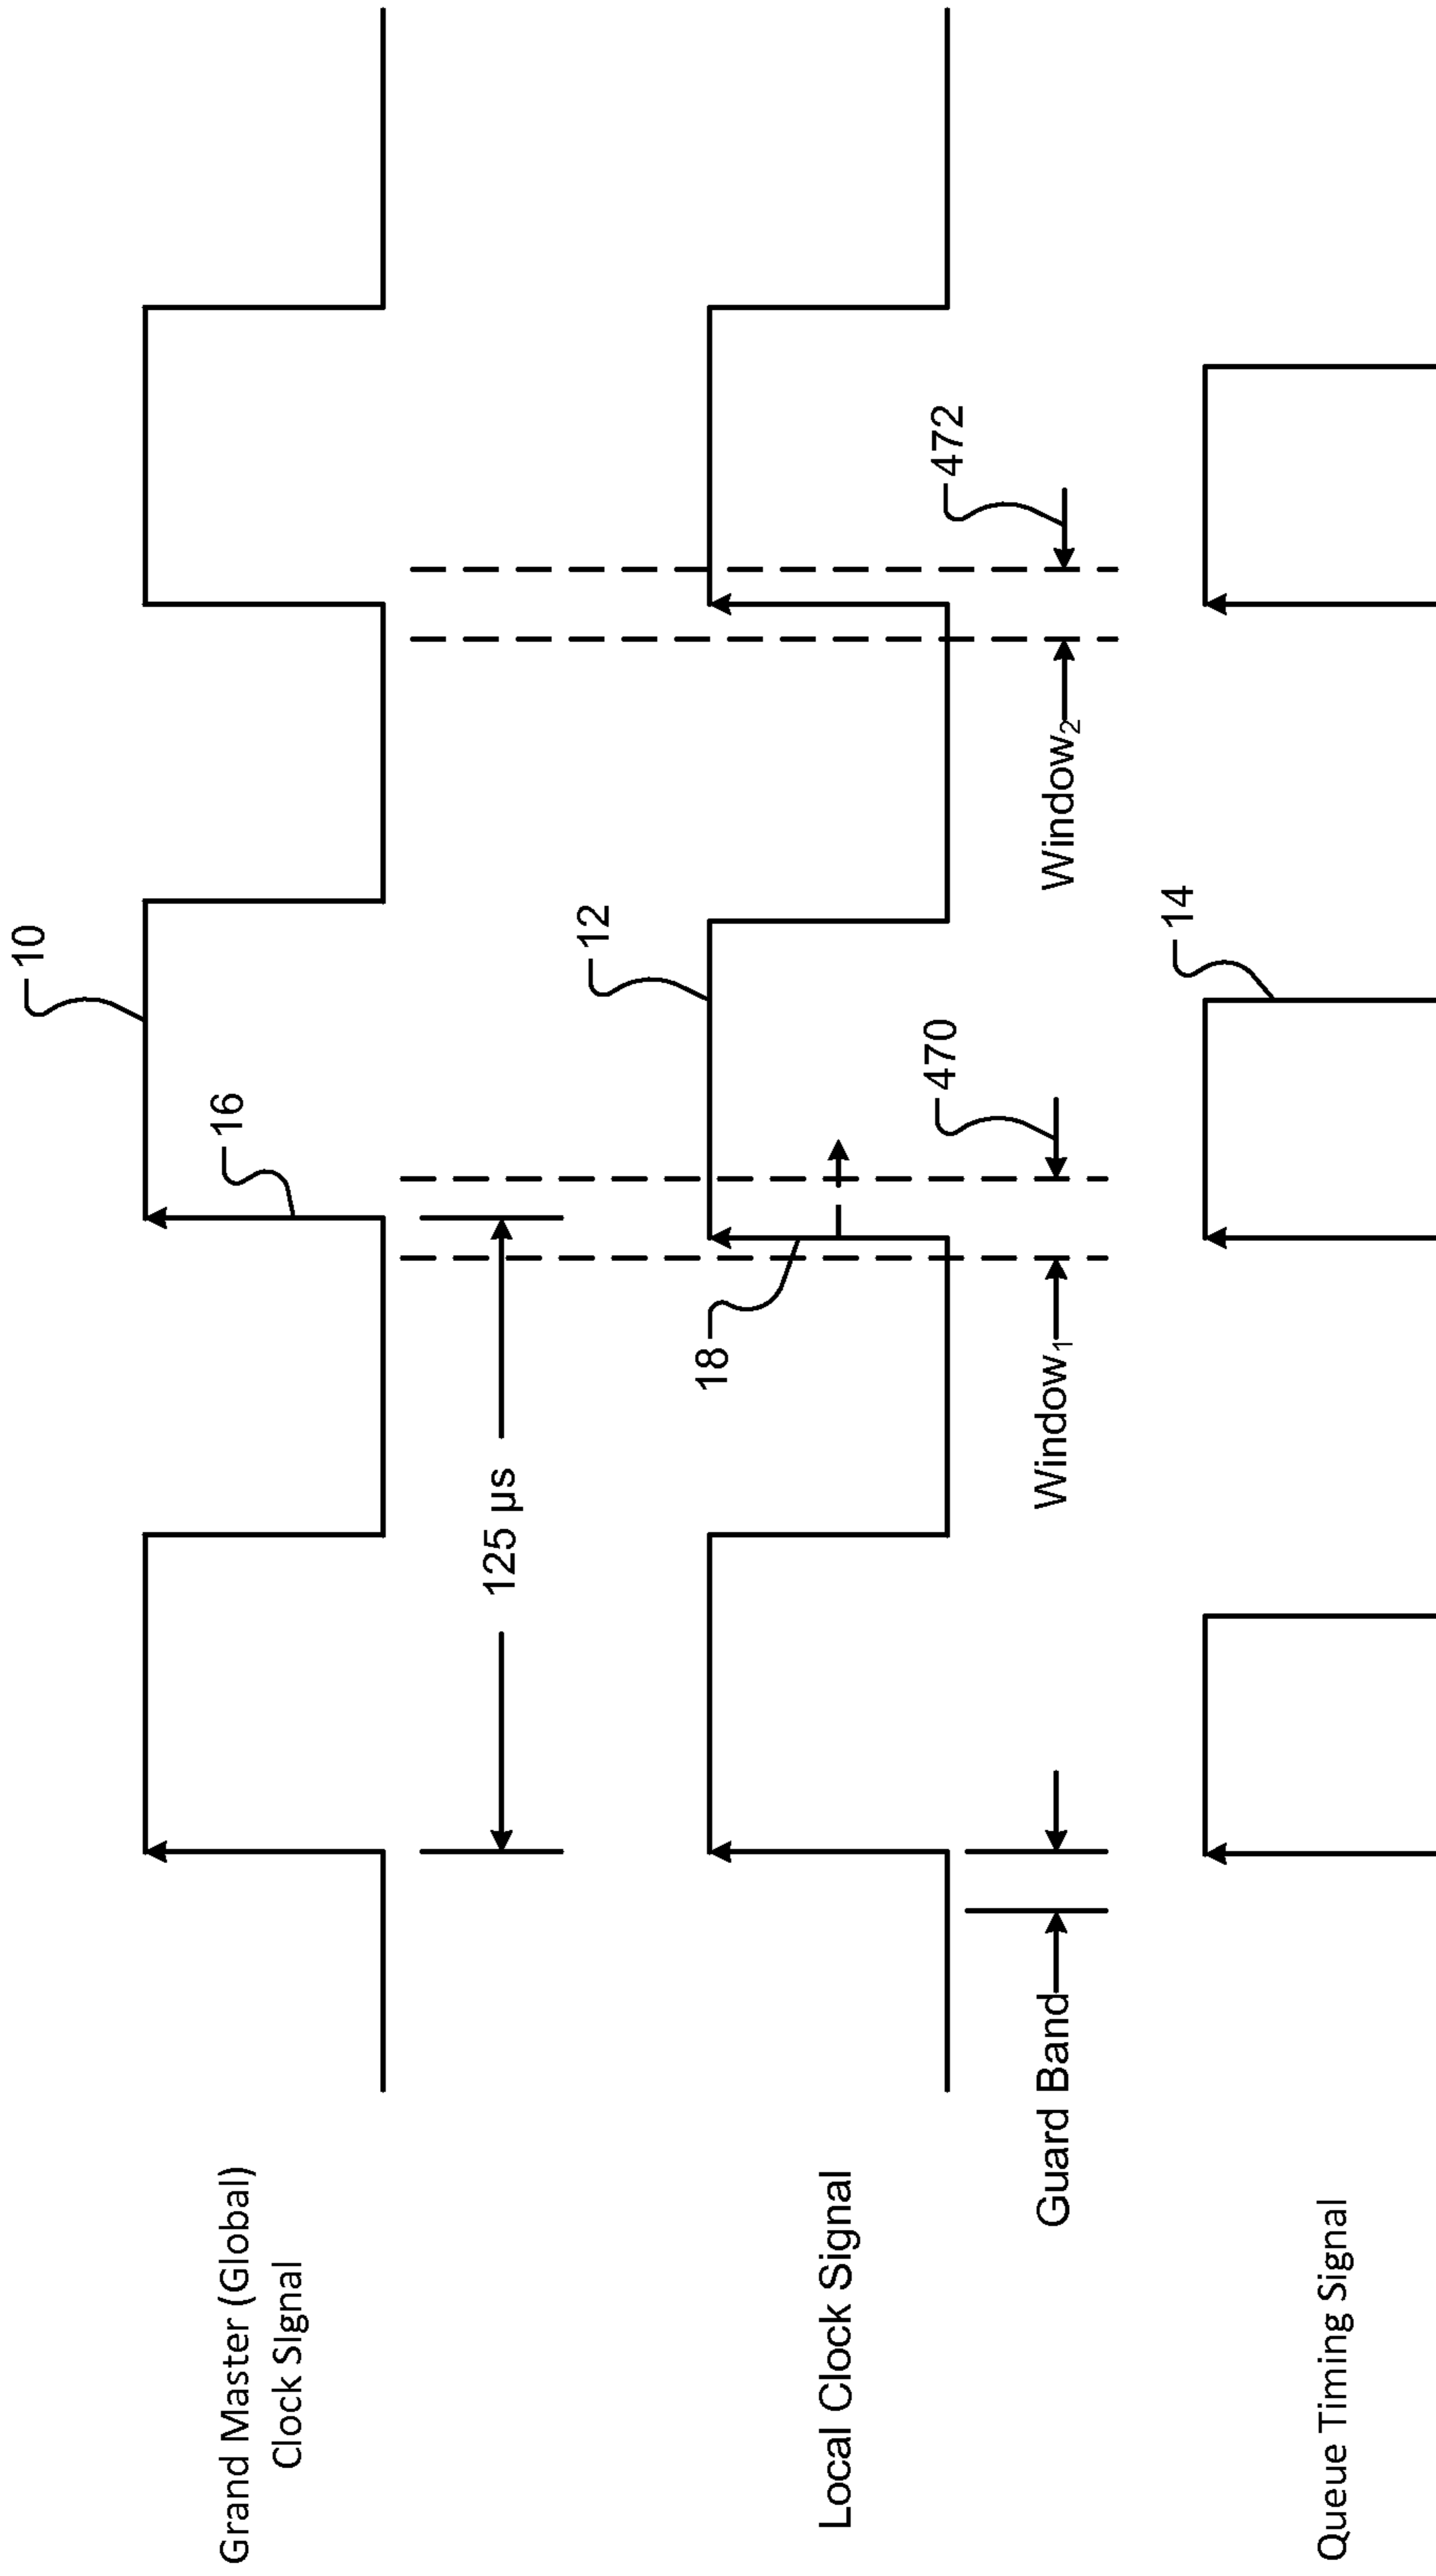 10
16
Grand Master (Global)
Clock SIgnal
125 µs
12
18
Local Clock Signal
470
472
Window₁
Window₂
Guard Band
14
Queue Timing Signal